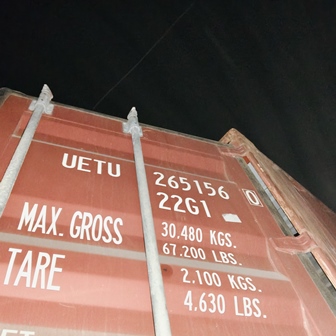 UETU 265156 0
22G1
MAX. GROSS 30.480 KGS.
67.200 LBS.
TARE 2.100 KGS.
4.630 LBS.